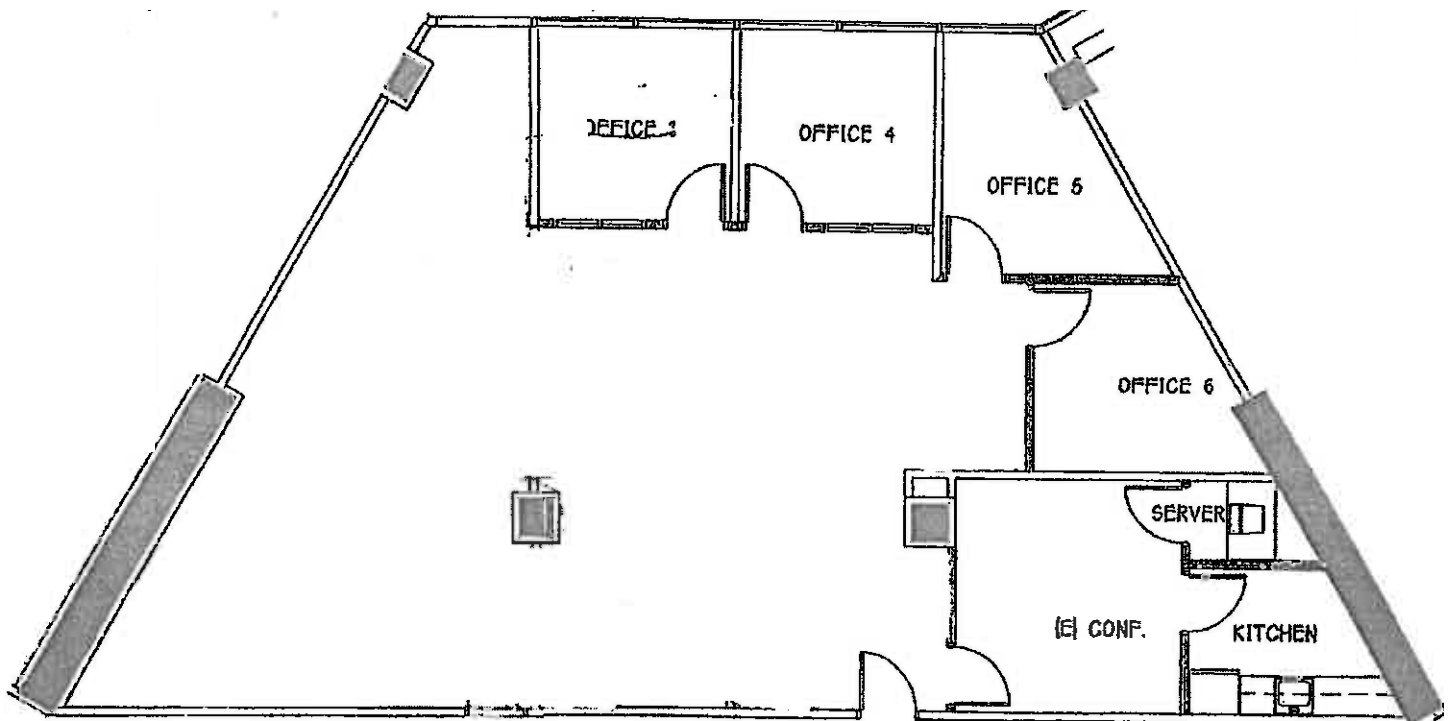 OFFICE 4
OFFICE 5
OFFICE 6
SERVER
(E) CONF.
KITCHEN